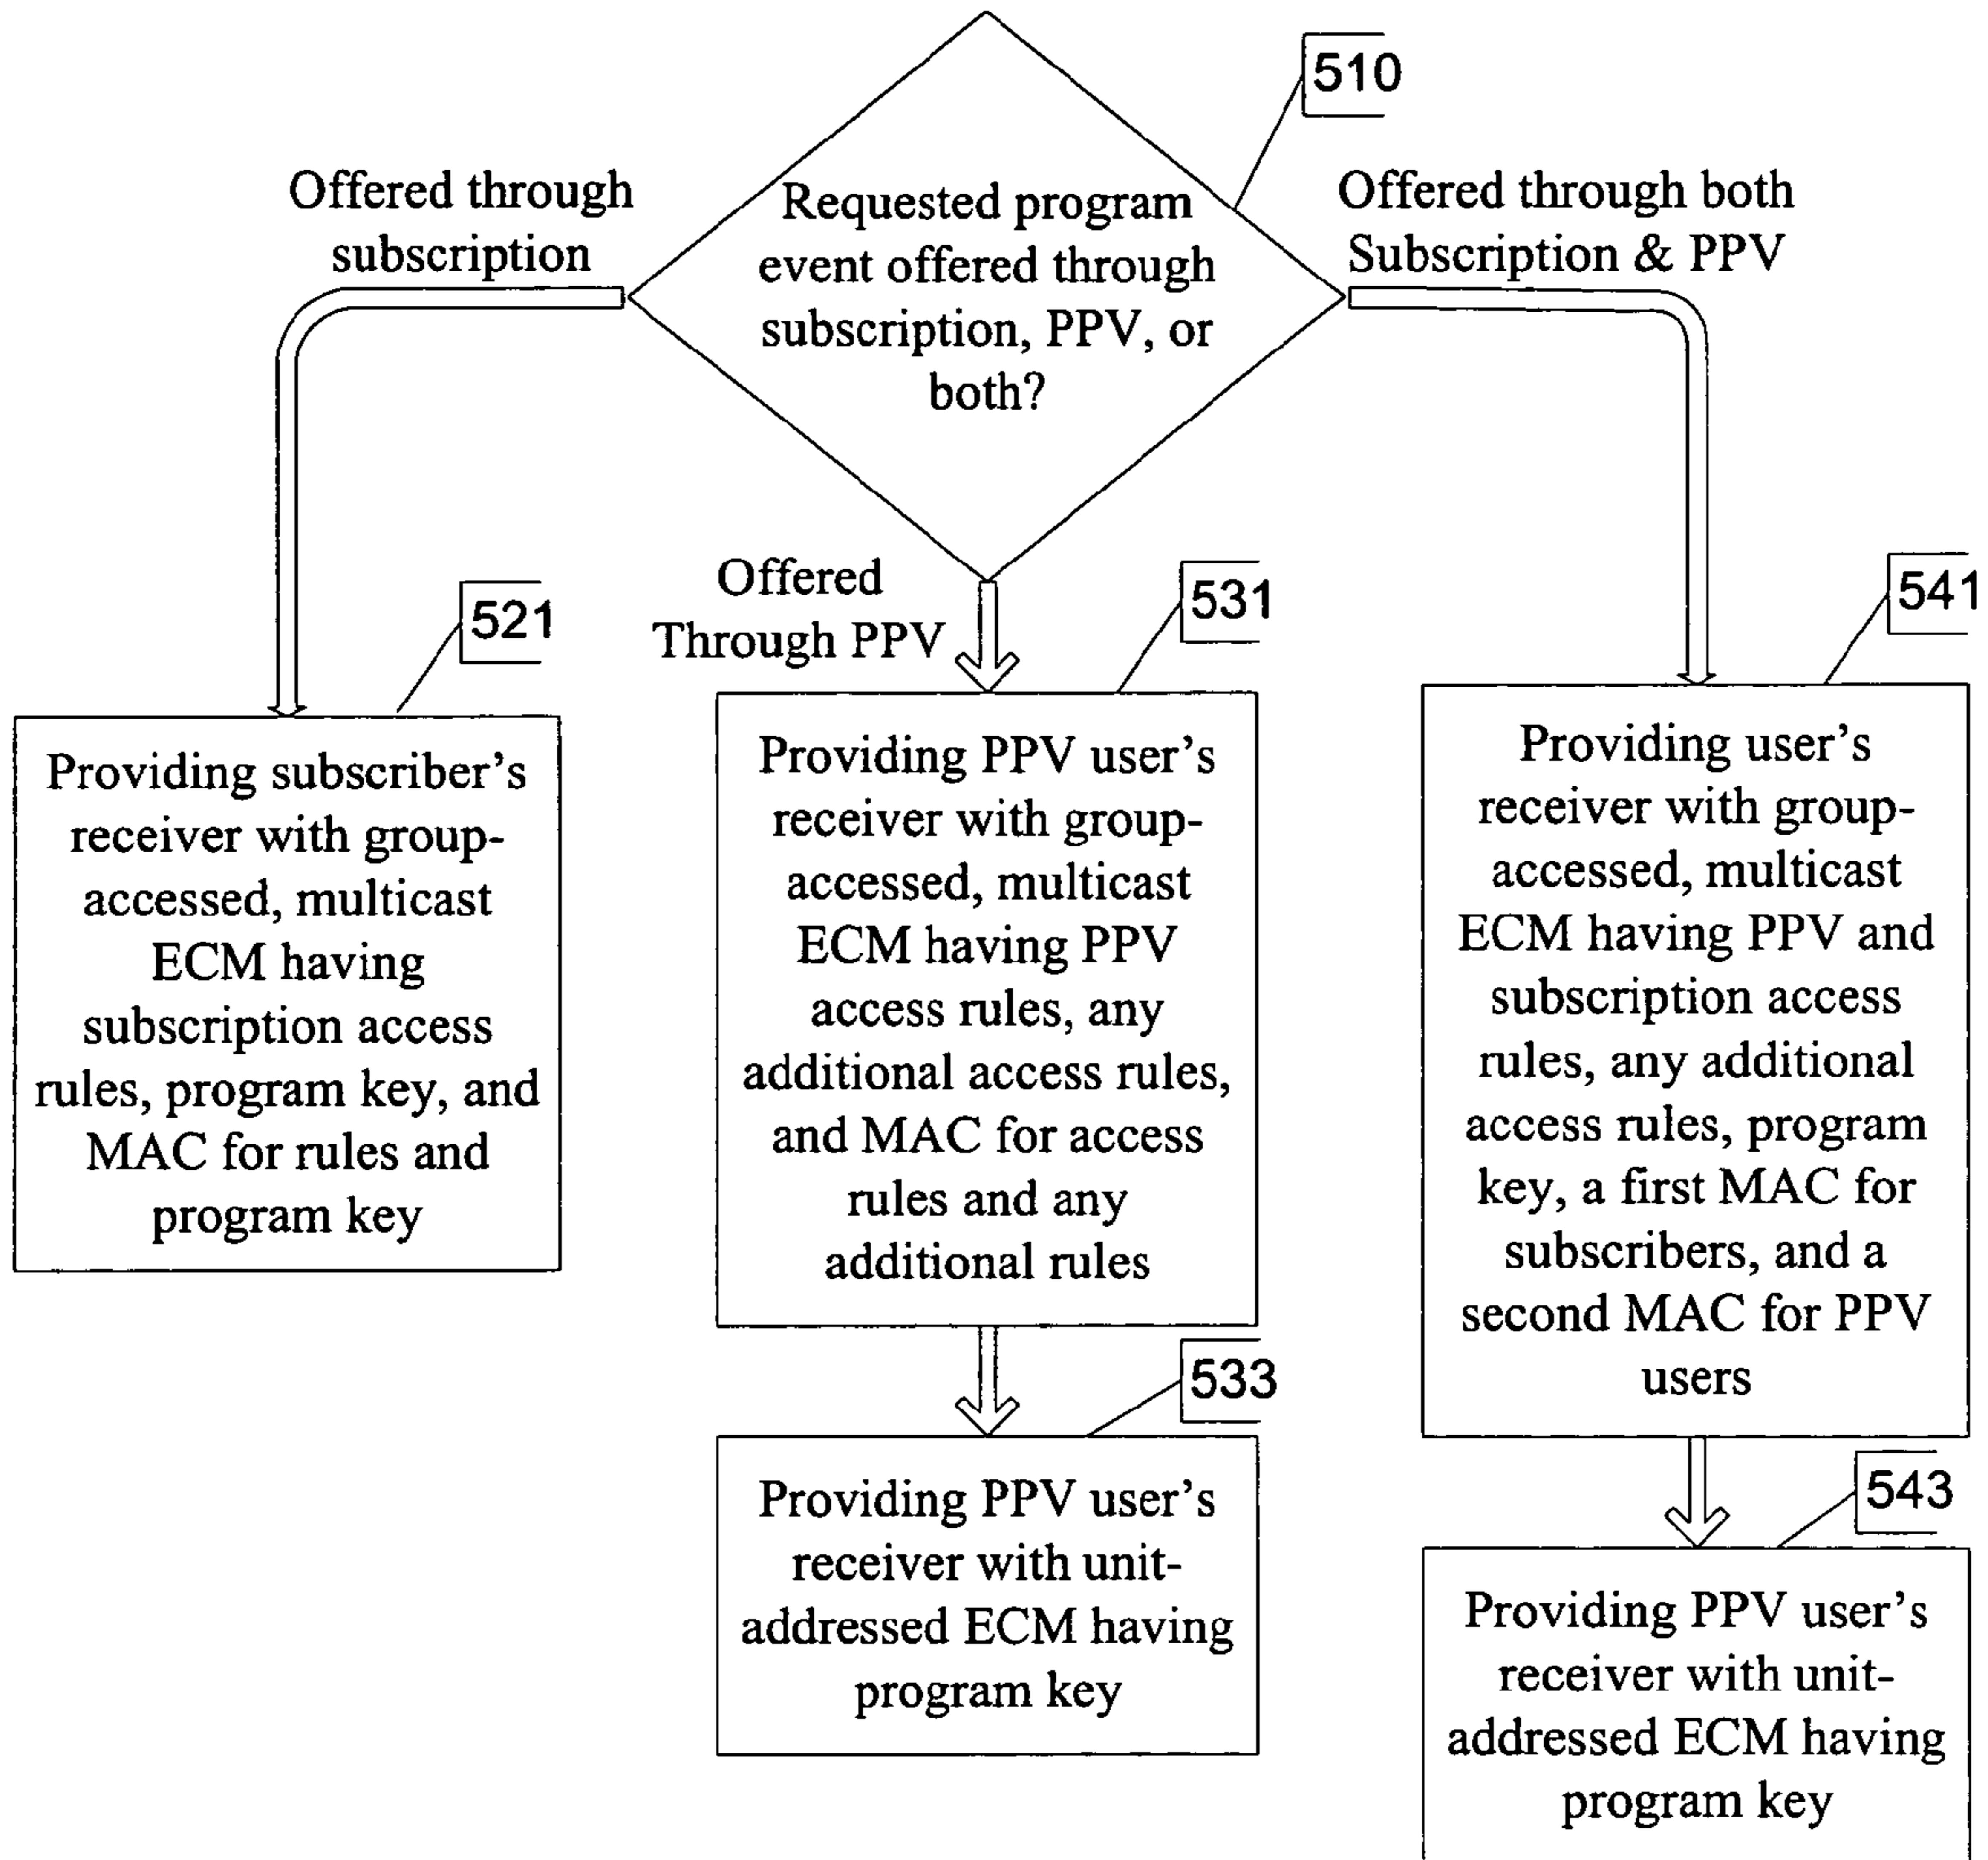 510
Requested program
event offered through
subscription, PPV, or
both?
Offered through
subscription
Offered through both
Subscription & PPV
Offered
Through PPV
521
Providing subscriber’s
receiver with group-
accessed, multicast
ECM having
subscription access
rules, program key, and
MAC for rules and
program key
531
Providing PPV user’s
receiver with group-
accessed, multicast
ECM having PPV
access rules, any
additional access rules,
and MAC for access
rules and any
additional rules
533
Providing PPV user’s
receiver with unit-
addressed ECM having
program key
541
Providing user’s
receiver with group-
accessed, multicast
ECM having PPV and
subscription access
rules, any additional
access rules, program
key, a first MAC for
subscribers, and a
second MAC for PPV
users
543
Providing PPV user’s
receiver with unit-
addressed ECM having
program key